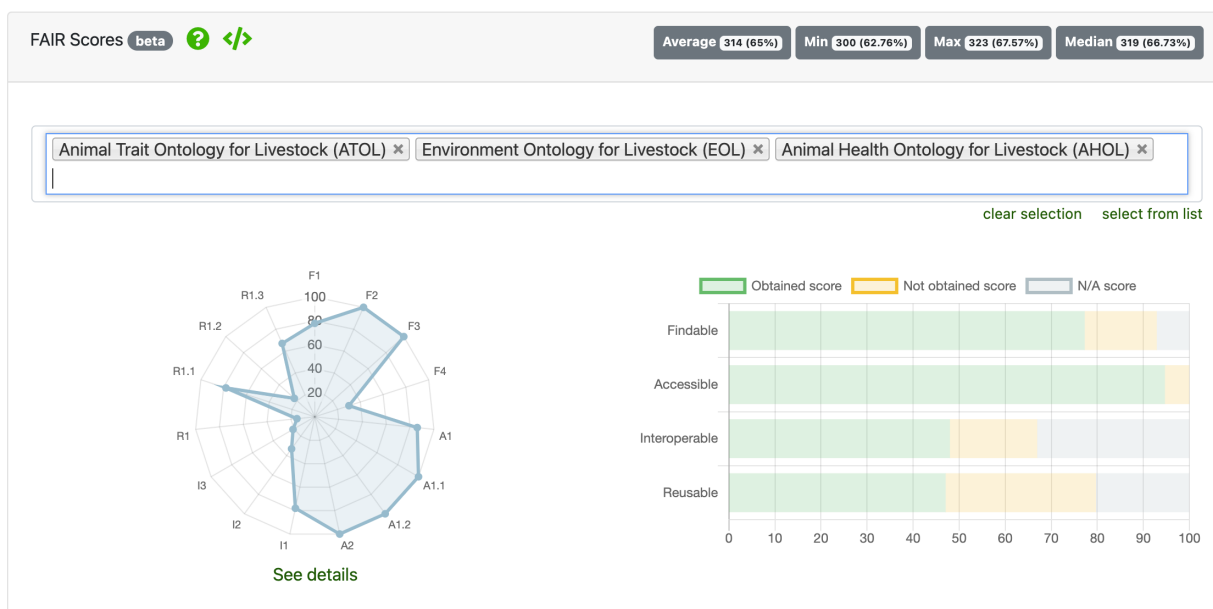 FAIR Scores beta ? </>
Average 314 (65%) Min 300 (62.76%) Max 323 (67.57%) Median 319 (66.73%)
Animal Trait Ontology for Livestock (ATOL) × Environment Ontology for Livestock (EOL) × Animal Health Ontology for Livestock (AHOL) ×
clear selection select from list
F1
F2
F3
F4
A1
A1.1
A1.2
A2
I1
I2
I3
R1
R1.1
R1.2
R1.3
100
80
60
40
20
See details
Obtained score Not obtained score N/A score
Findable
Accessible
Interoperable
Reusable
0 10 20 30 40 50 60 70 80 90 100